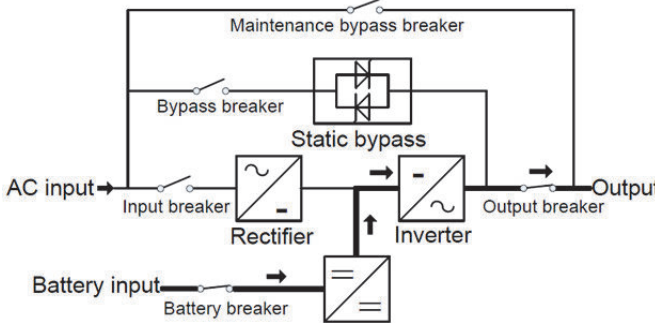 Maintenance bypass breaker
Bypass breaker
Static bypass
AC input
Input breaker
Rectifier
Inverter
Output breaker
Output
Battery input
Battery breaker